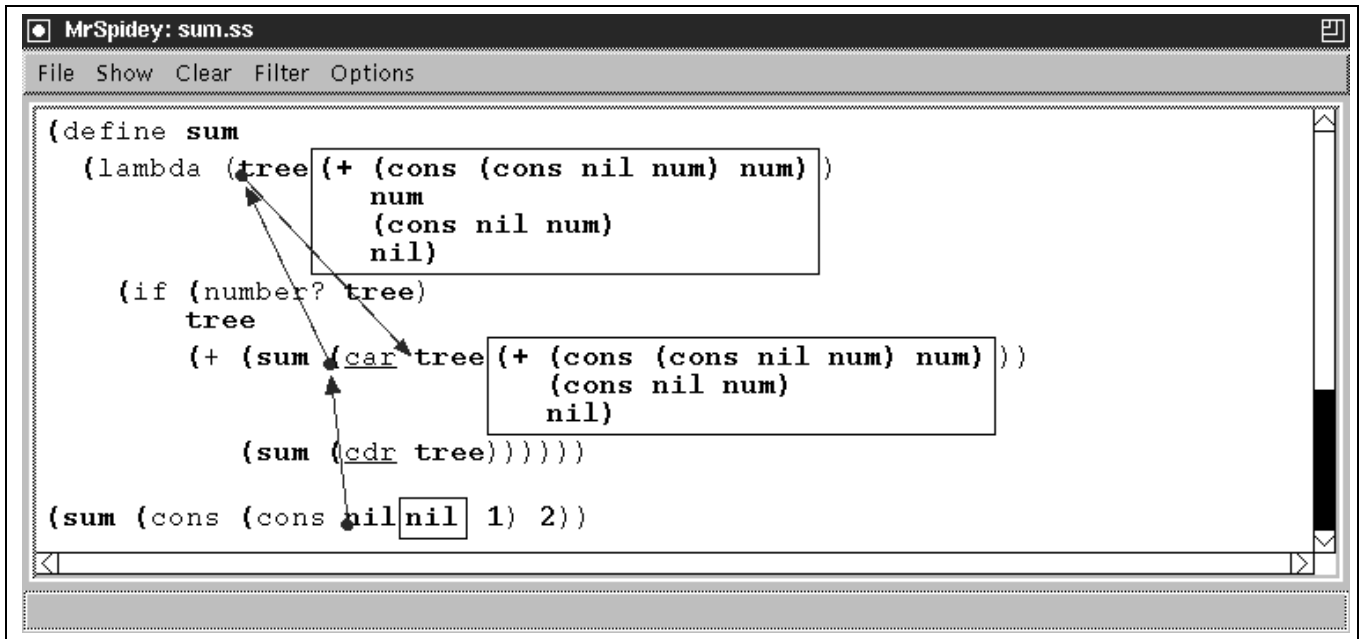 MrSpidey: sum.ss
File Show Clear Filter Options
(define sum
(lambda (tree (+ (cons (cons nil num) num) )
num
(cons nil num)
nil)
(if (number? tree)
tree
(+ (sum (car tree (+ (cons (cons nil num) num) ))
(cons nil num)
nil)
(sum (cdr tree))))))
(sum (cons (cons nil nil 1) 2))